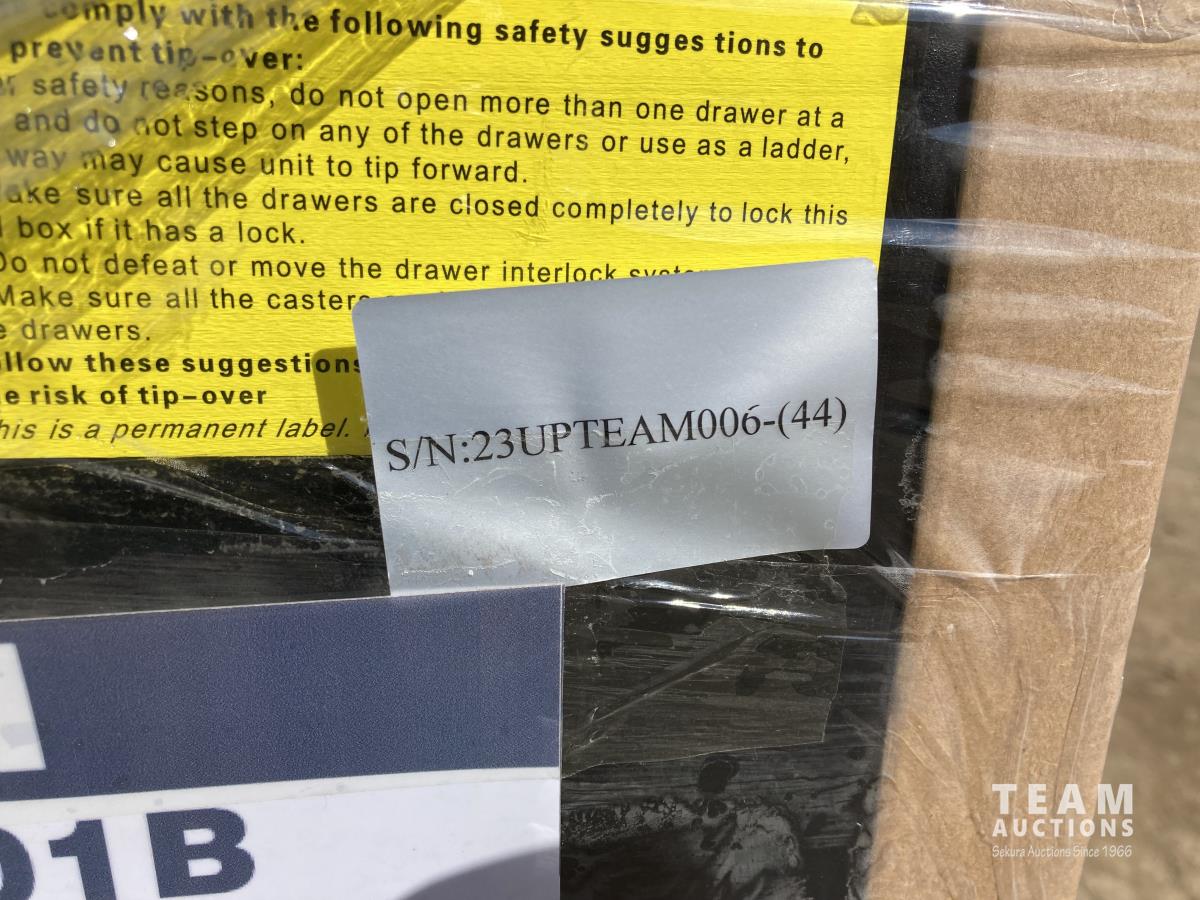 comply with the following safety sugges tions to
prevent tip-over:
safety reasons, do not open more than one drawer at a
and do not step on any of the drawers or use as a ladder,
way may cause unit to tip forward.
ake sure all the drawers are closed completely to lock this
box if it has a lock.
Do not defeat or move the drawer interlock
Make sure all the casters
e drawers.
llow these suggestions
e risk of tip-over
his is a permanent label.
S/N:23UPTEAM006-(44)
1B
TEAM
AUCTIONS
Sekura Auctions Since 1966